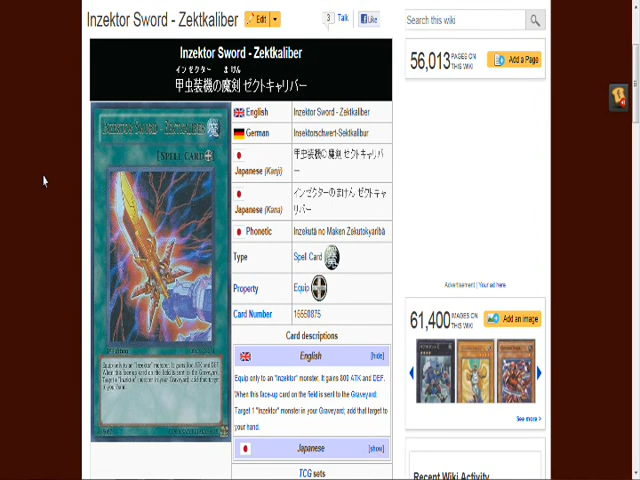 Inzektor Sword - Zektkaliber
Edit
3 Talk
Like
Search this wiki
Inzektor Sword - Zektkaliber
インゼクター まけん
甲虫装機の魔剣 ゼクトキャリバー
INZEKTOR SWORD - ZEKTKALIBER
[SPELL CARD
English Inzektor Sword - Zektkaliber
German Insektorschwert-Sektkalibur
Japanese (Kanji) 甲虫装機の魔剣 ゼクトキャリバ
ー
Japanese (Kana) インゼクターのまけん ゼクトキャ
リバー
Phonetic Inzekutā no Maken Zekutokyaribā
Type Spell Card
Property Equip
Card Number
Card descriptions
English [hide]
Equip only to an "Inzektor" monster. It gains 800 ATK and DEF.
When this face-up card on the field is sent to the Graveyard:
Target 1 "Inzektor" monster in your Graveyard; add that target to
your hand.
Japanese [show]
TCG sets
56,013 PAGES ON
THIS WIKI
Add a Page
Advertisement | Your ad here
61,400 IMAGES ON
THIS WIKI
Add an image
See more >
Recent Wiki Activity